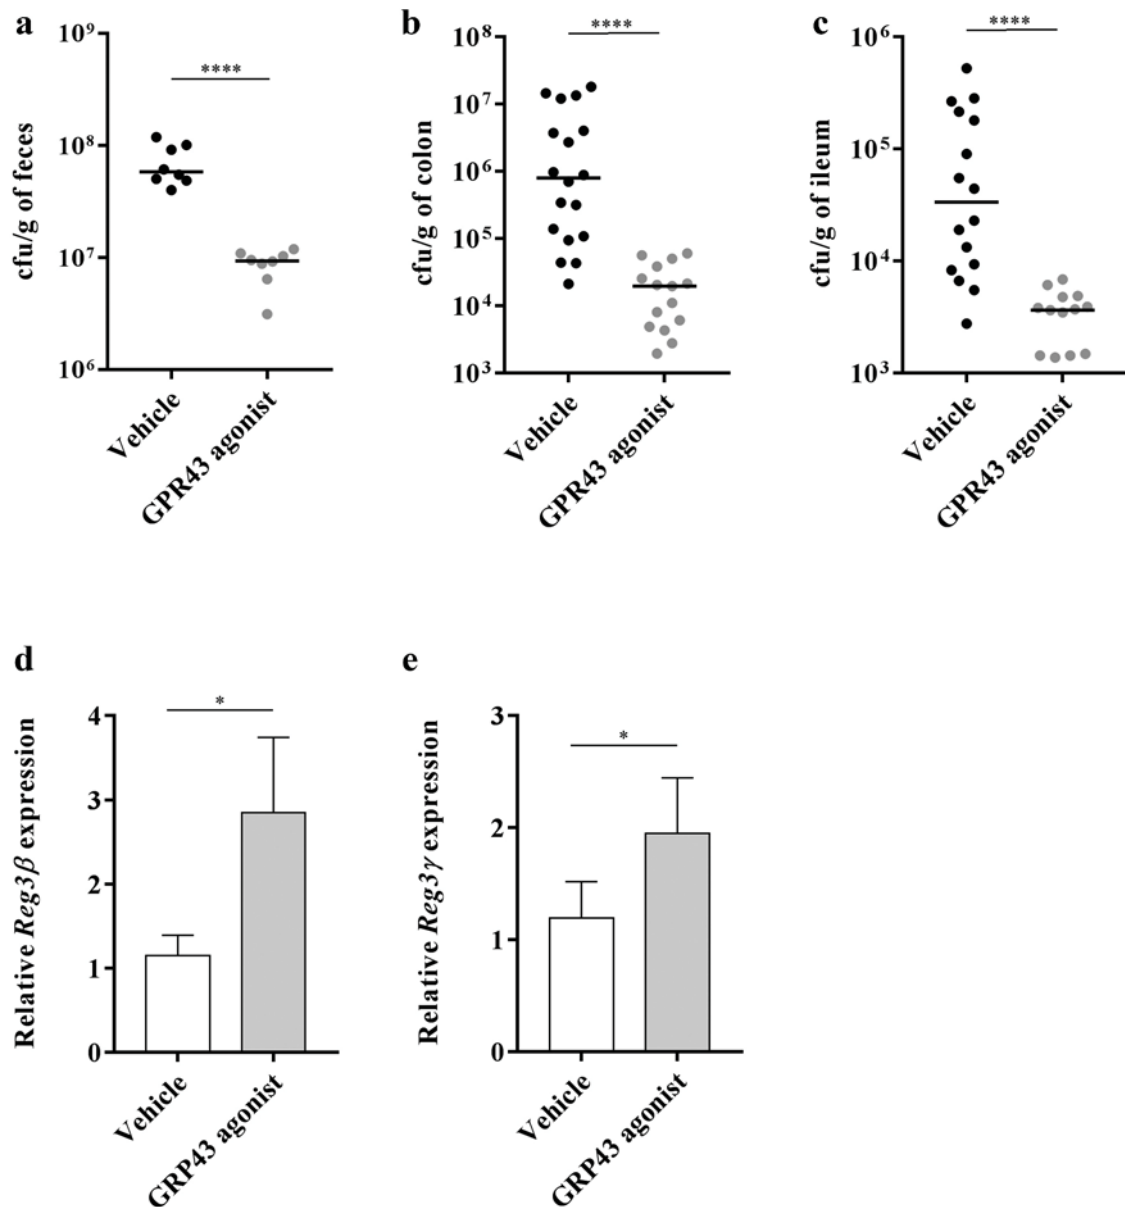 a
cfu/g of feces
10⁹
10⁸
10⁷
10⁶
****
Vehicle
GPR43 agonist
b
cfu/g of colon
10⁸
10⁷
10⁶
10⁵
10⁴
10³
****
Vehicle
GPR43 agonist
c
cfu/g of ileum
10⁶
10⁵
10⁴
10³
****
Vehicle
GPR43 agonist
d
Relative Reg3β expression
4
3
2
1
0
*
Vehicle
GRP43 agonist
e
Relative Reg3γ expression
3
2
1
0
*
Vehicle
GRP43 agonist